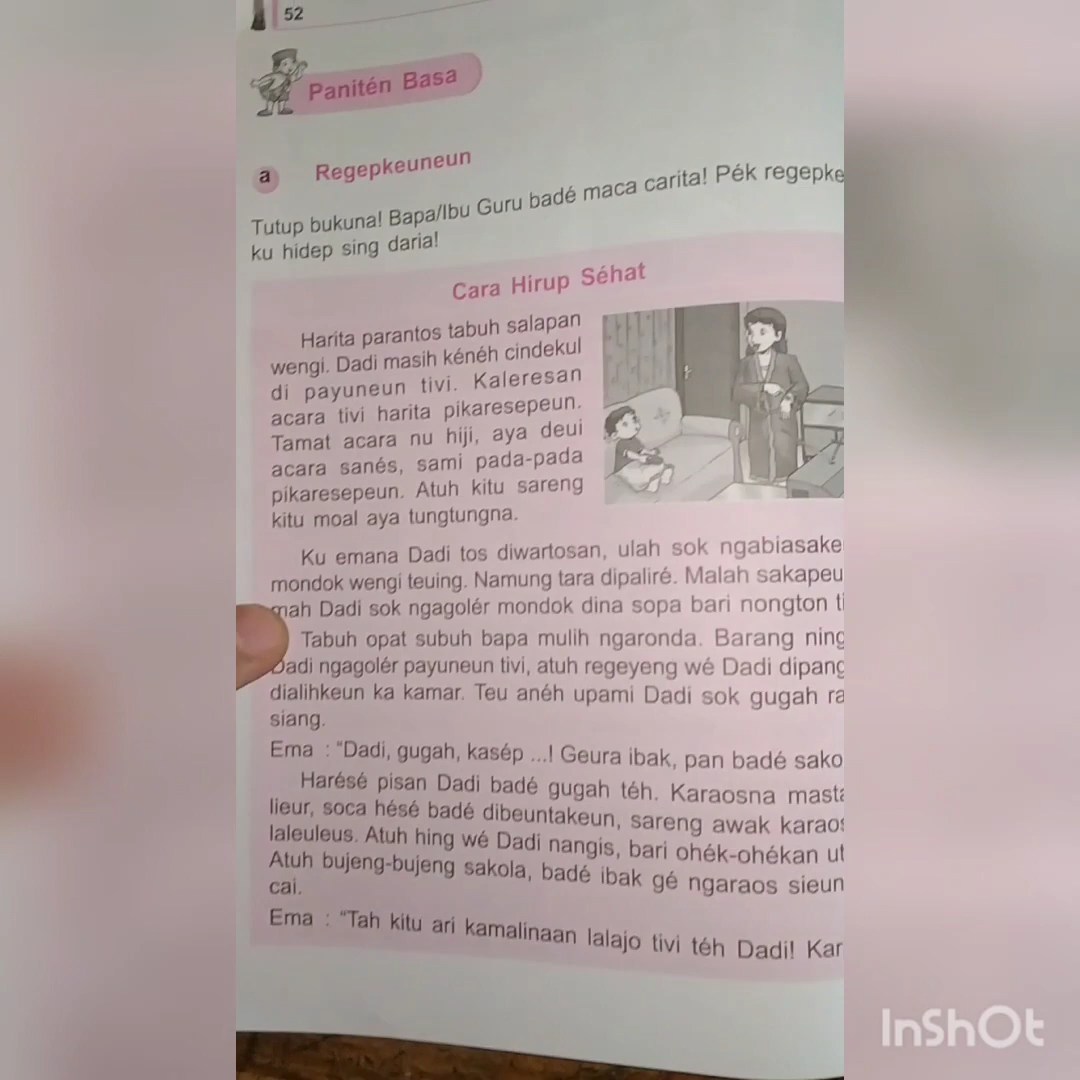 52
Panitén Basa
a Regepkeuneun
Tutup bukuna! Bapa/Ibu Guru badé maca carita! Pék regepke
ku hidep sing daria!
Cara Hirup Séhat
Harita parantos tabuh salapan
wengi. Dadi masih kénéh cindekul
di payuneun tivi. Kaleresan
acara tivi harita pikaresepeun.
Tamat acara nu hiji, aya deui
acara sanés, sami pada-pada
pikaresepeun. Atuh kitu sareng
kitu moal aya tungtungna.
Ku emana Dadi tos diwartosan, ulah sok ngabiasake
mondok wengi teuing. Namung tara dipaliré. Malah sakapeu
mah Dadi sok ngagolér mondok dina sopa bari nongton ti
Tabuh opat subuh bapa mulih ngaronda. Barang ning
Dadi ngagolér payuneun tivi, atuh regeyeng wé Dadi dipang
dialihkeun ka kamar. Teu anéh upami Dadi sok gugah ra
siang.
Ema : "Dadi, gugah, kasép ...! Geura ibak, pan badé sako
Harésé pisan Dadi badé gugah téh. Karaosna masta
lieur, soca hésé badé dibeuntakeun, sareng awak karaos
laleuleus. Atuh hing wé Dadi nangis, bari ohék-ohékan ut
Atuh bujeng-bujeng sakola, badé ibak gé ngaraos sieun
cai.
Ema : "Tah kitu ari kamalinaan lalajo tivi téh Dadi! Kar
InShOt